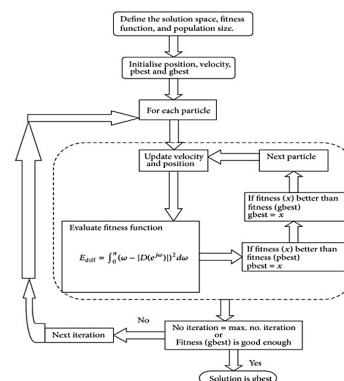 Define the solution space, fitness
function, and population size.
Initialise position, velocity,
pbest and gbest
For each particle
Update velocity
and position
Next particle
If fitness (x) better than
fitness (gbest)
gbest = x
Evaluate fitness function
E_diff = ∫₀^π (ω − |D(e^{jω})|)² dω
If fitness (x) better than
fitness (pbest)
pbest = x
No iteration = max. no. iteration
or
Fitness (gbest) is good enough
No
Next iteration
Yes
Solution is gbest